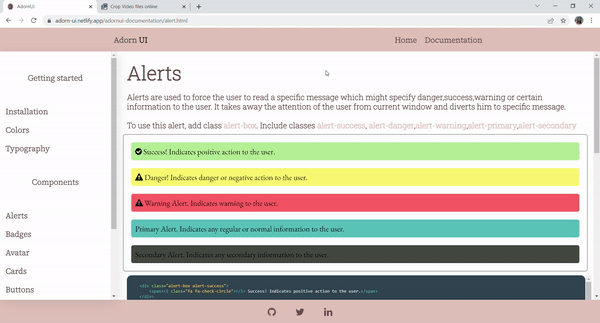 AdornUI
Crop Video files online
adorn-ui.netlify.app/adornui-documentation/alert.html
Adorn UI
Home
Documentation
Getting started
Installation
Colors
Typography
Components
Alerts
Badges
Avatar
Cards
Buttons
Alerts
Alerts are used to force the user to read a specific message which might specify danger,success,warning or certain
information to the user. It takes away the attention of the user from current window and diverts him to specific message.
To use this alert, add class alert-box. Include classes alert-success, alert-danger,alert-warning,alert-primary,alert-secondary
Success! Indicates positive action to the user.
Danger! Indicates danger or negative action to the user.
Warning Alert. Indicates warning to the user.
Primary Alert. Indicates any regular or normal information to the user.
Secondary Alert. Indicates any secondary information to the user.
<div class="alert-box alert-success">
<span><i class="fa fa-check-circle"></i> Success! Indicates positive action to the user.</span>
</div>